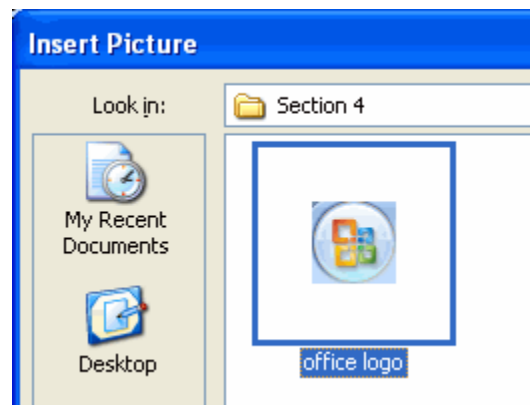 Insert Picture
Look in:
Section 4
My Recent
Documents
Desktop
office logo